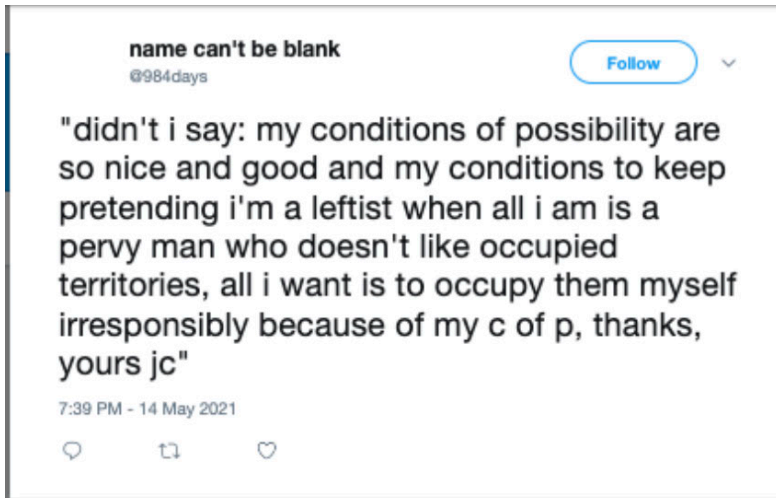 name can't be blank
@984days
Follow
"didn't i say: my conditions of possibility are
so nice and good and my conditions to keep
pretending i'm a leftist when all i am is a
pervy man who doesn't like occupied
territories, all i want is to occupy them myself
irresponsibly because of my c of p, thanks,
yours jc"
7:39 PM - 14 May 2021